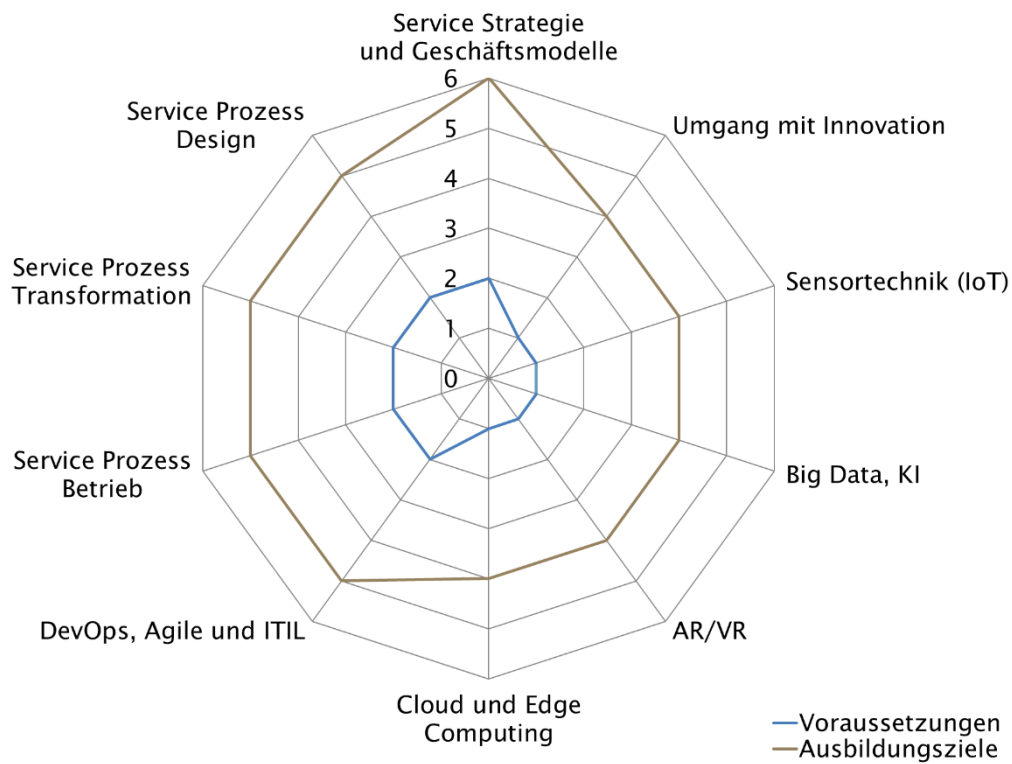 Service Strategie
und Geschäftsmodelle
6
Service Prozess
Design
Umgang mit Innovation
5
4
3
Service Prozess
Transformation
2
Sensortechnik (IoT)
1
0
Service Prozess
Betrieb
Big Data, KI
DevOps, Agile und ITIL
AR/VR
Cloud und Edge
Computing
Voraussetzungen
Ausbildungsziele